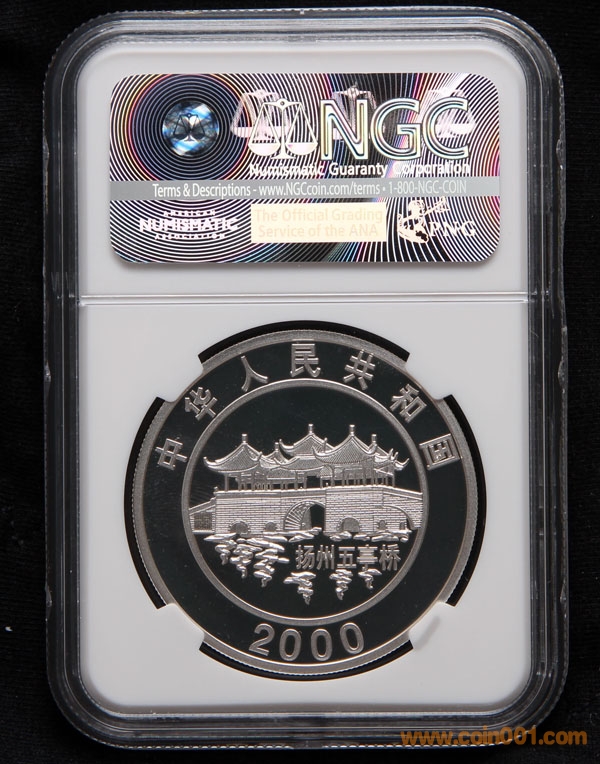 NGC
Numismatic Guaranty Corporation
Terms & Descriptions - www.NGCcoin.com/terms • 1-800-NGC-COIN
NUMISMATIC
The Official Grading
Service of the ANA
PNG
中华人民共和国
扬州五亭桥
2000
www.coin001.com